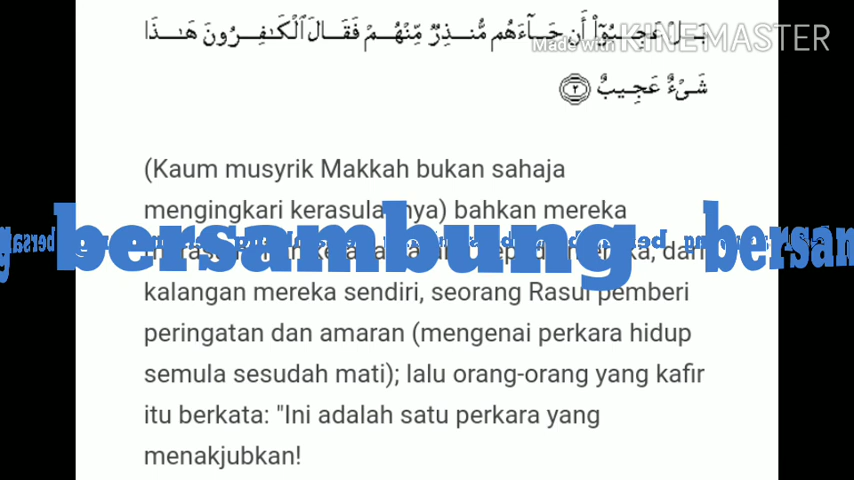 بَلْ عَجِبُوٓا۟ أَن جَآءَهُم مُّنذِرٌ مِّنْهُمْ فَقَالَ ٱلْكَـٰفِرُونَ هَـٰذَا
Made with KINEMASTER
شَىْءٌ عَجِيبٌ ٢
(Kaum musyrik Makkah bukan sahaja
mengingkari kerasulannya) bahkan mereka
bersambung
kalangan mereka sendiri, seorang Rasul pemberi
peringatan dan amaran (mengenai perkara hidup
semula sesudah mati); lalu orang-orang yang kafir
itu berkata: "Ini adalah satu perkara yang
menakjubkan!